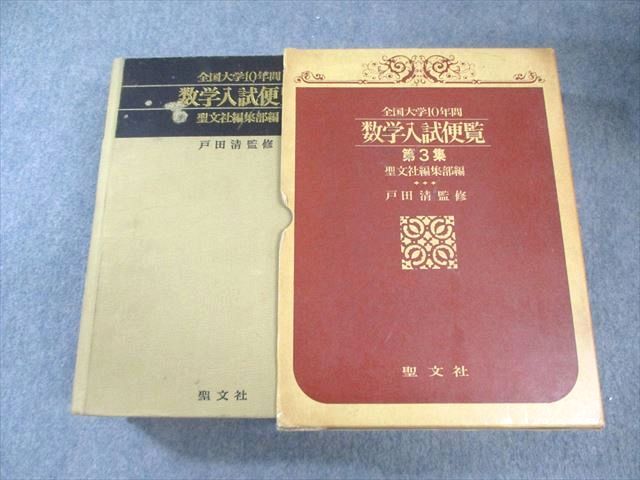 全国大学10年間
数学入試便
聖文社編集部編
戸田清監修
聖文社
全国大学10年間
数学入試便覧
第3集
聖文社編集部編
戸田清監修
聖文社